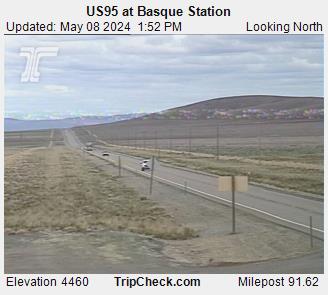 US95 at Basque Station
Updated: May 08 2024 1:52 PM Looking North
Elevation 4460 TripCheck.com Milepost 91.62